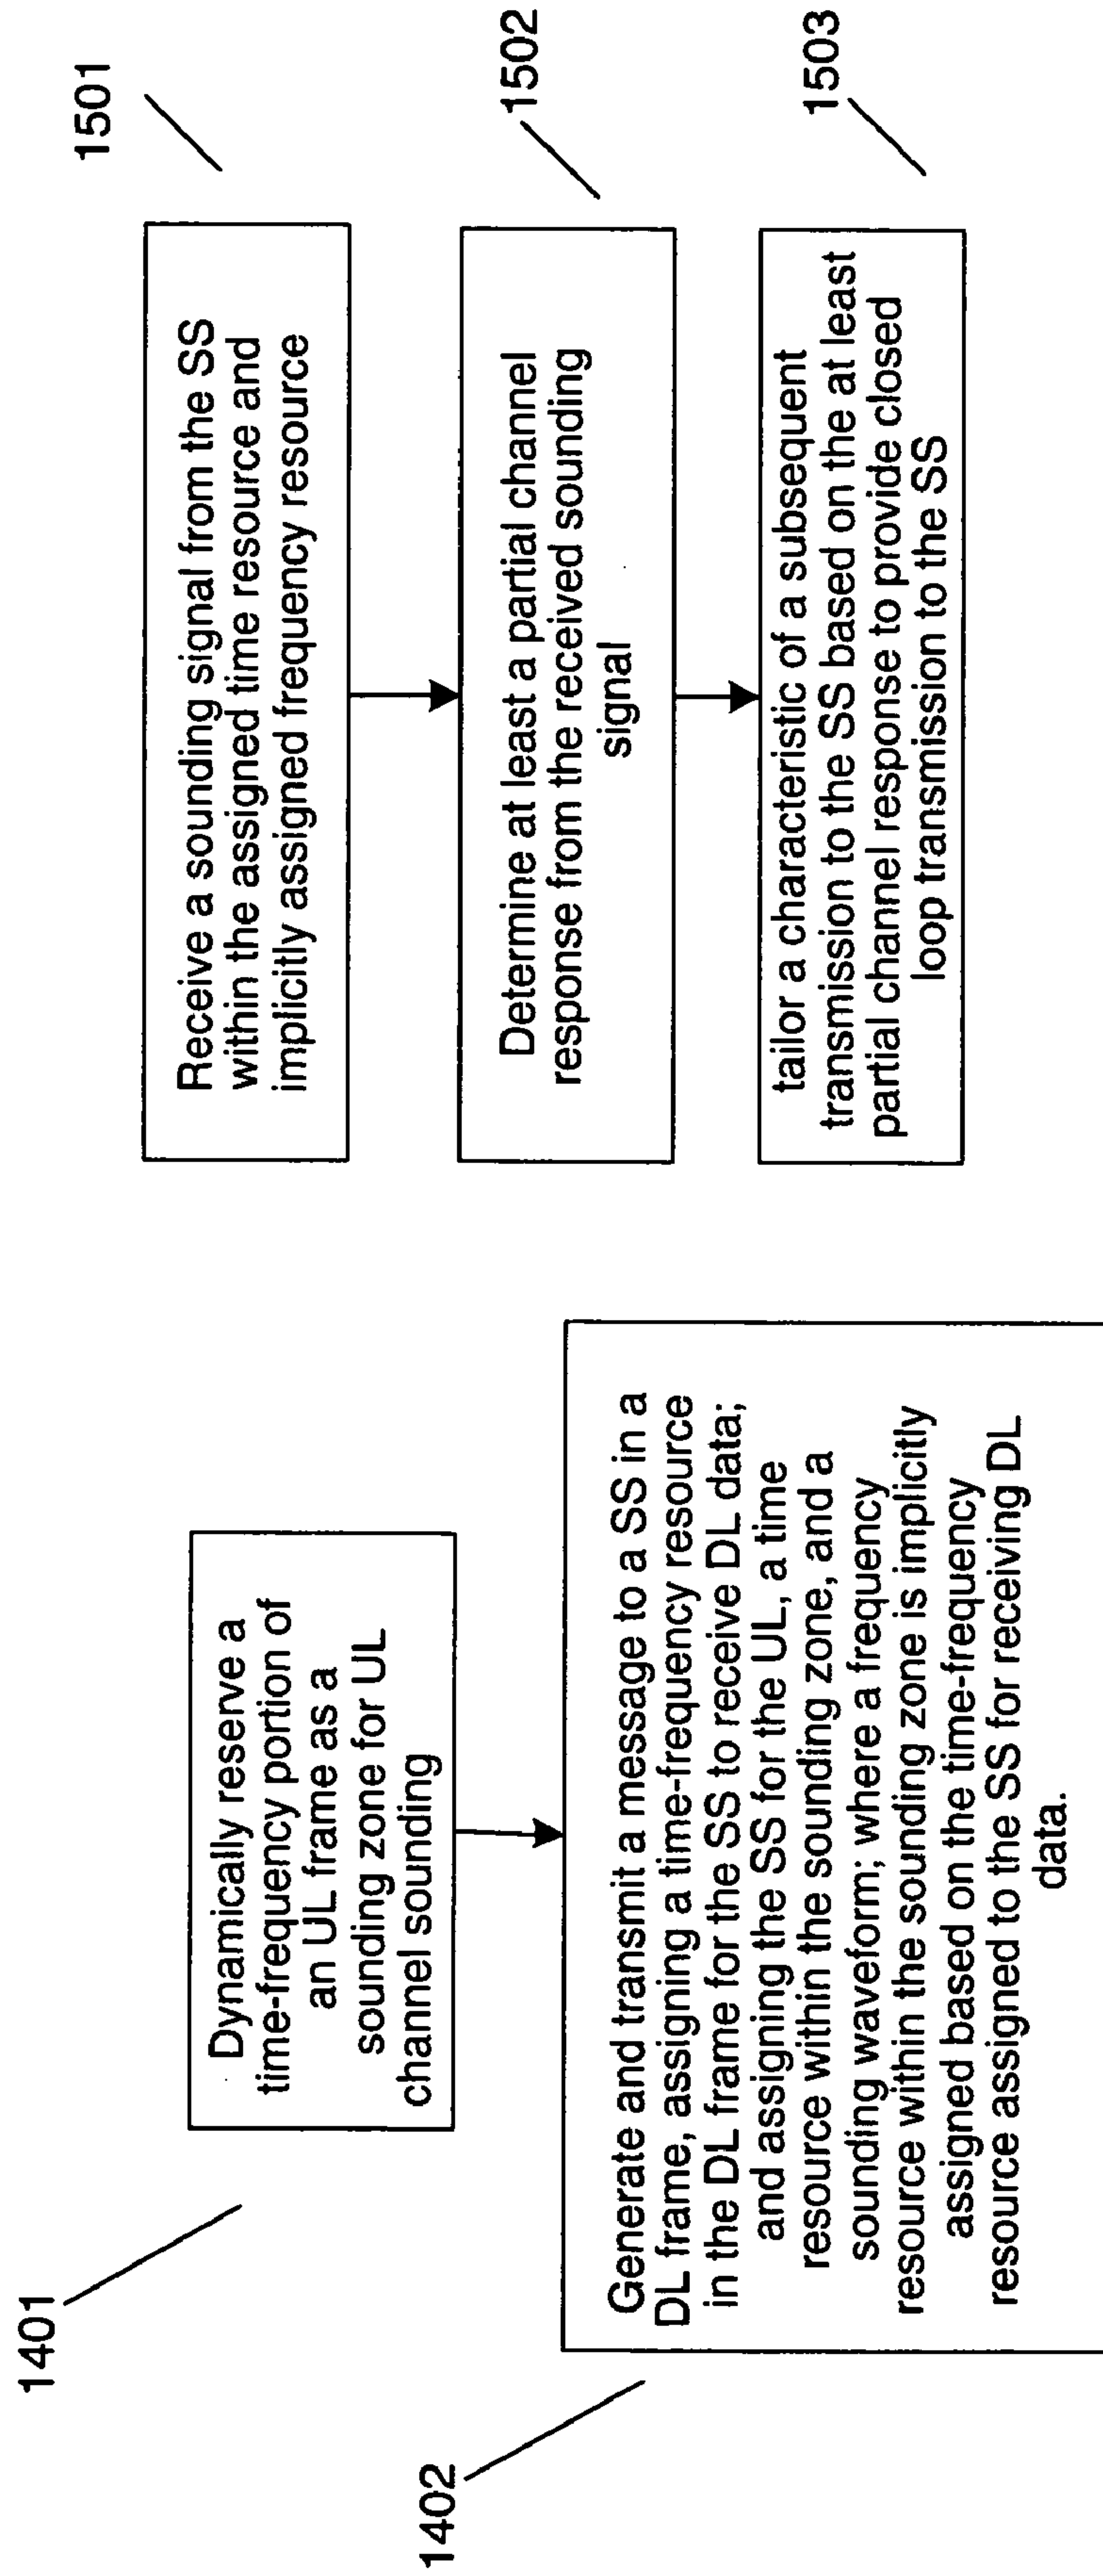 1401
Dynamically reserve a
time-frequency portion of
an UL frame as a
sounding zone for UL
channel sounding
1402
Generate and transmit a message to a SS in a
DL frame, assigning a time-frequency resource
in the DL frame for the SS to receive DL data;
and assigning the SS for the UL, a time
resource within the sounding zone, and a
sounding waveform; where a frequency
resource within the sounding zone is implicitly
assigned based on the time-frequency
resource assigned to the SS for receiving DL
data.
1501
Receive a sounding signal from the SS
within the assigned time resource and
implicitly assigned frequency resource
1502
Determine at least a partial channel
response from the received sounding
signal
1503
tailor a characteristic of a subsequent
transmission to the SS based on the at least
partial channel response to provide closed
loop transmission to the SS